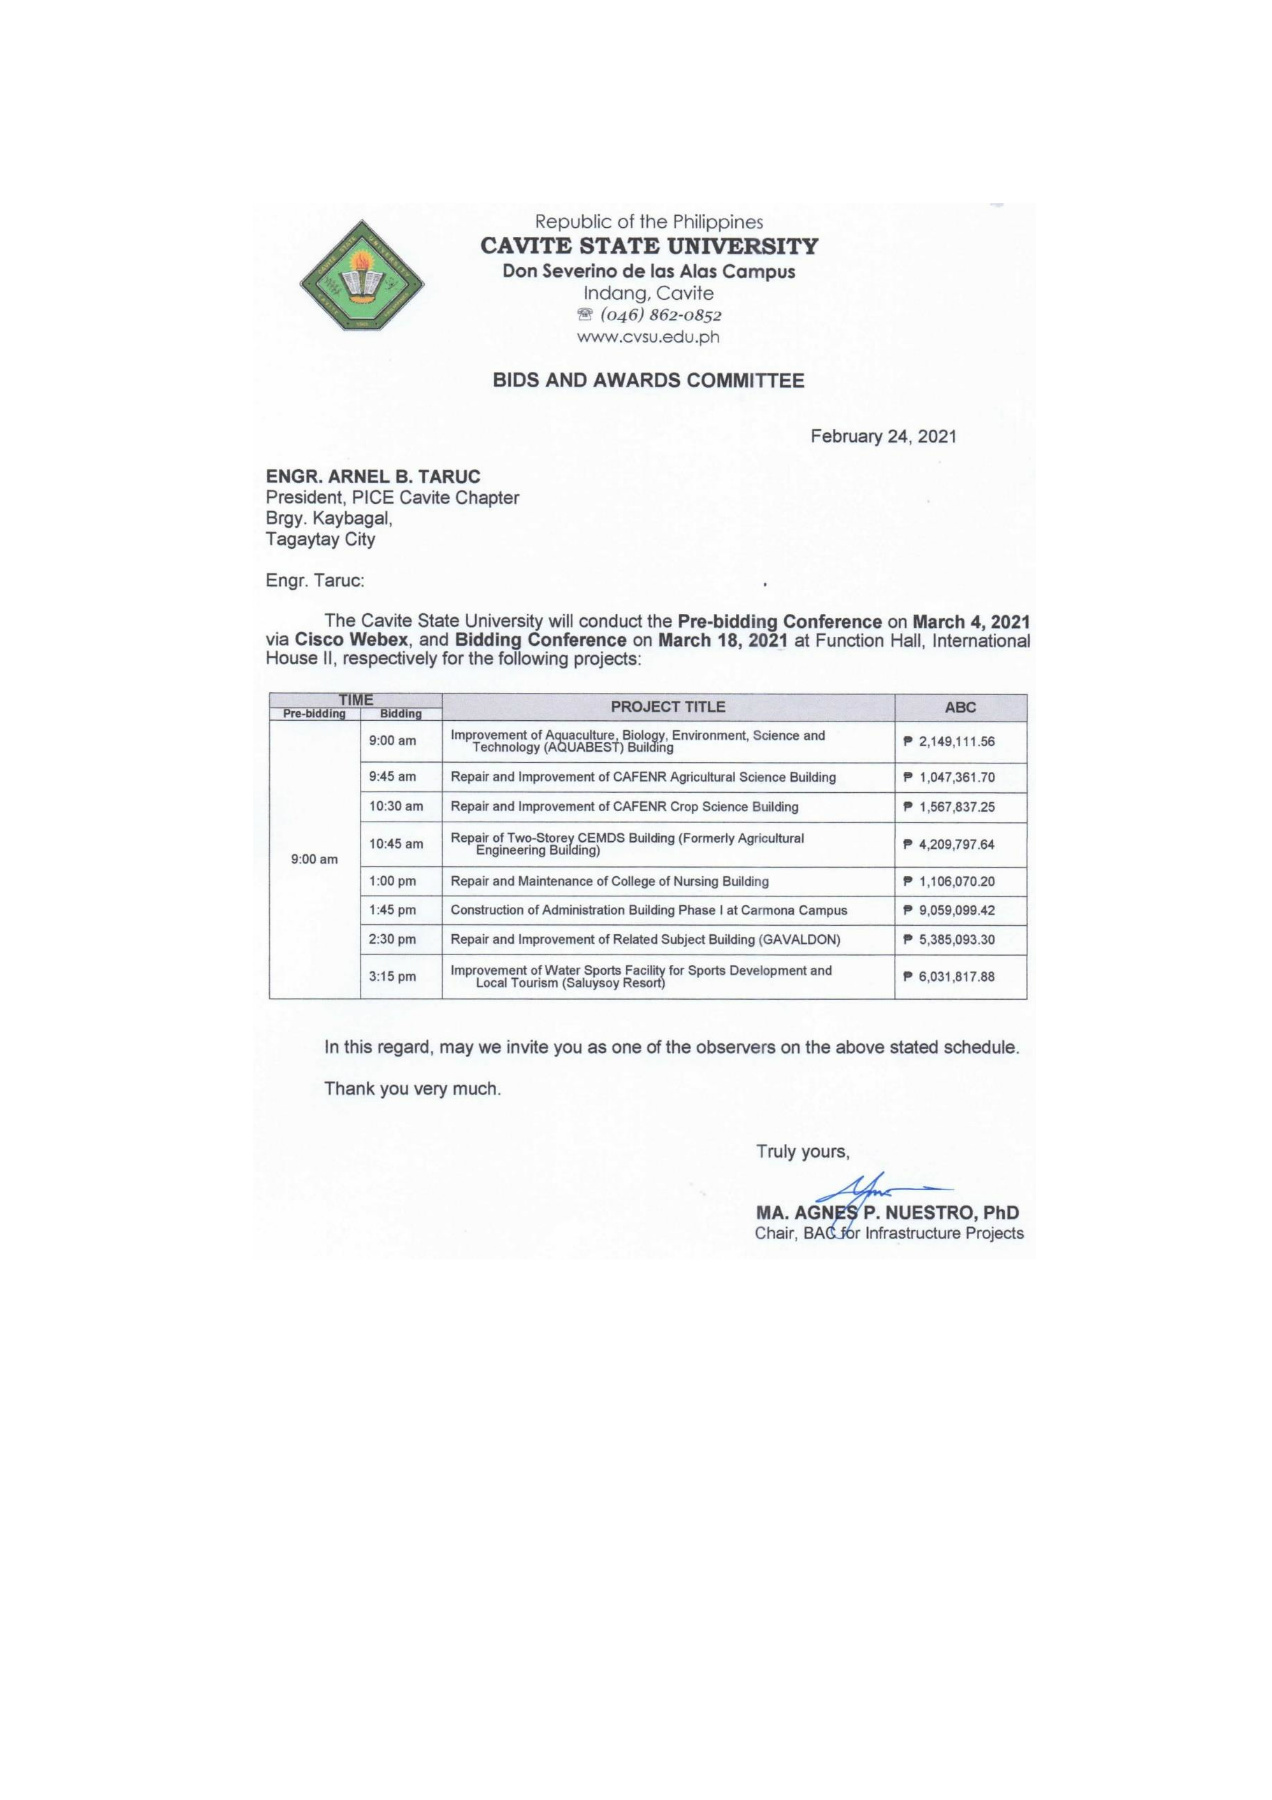 Republic of the Philippines
CAVITE STATE UNIVERSITY
Don Severino de las Alas Campus
Indang, Cavite
☏ (046) 862-0852
www.cvsu.edu.ph
BIDS AND AWARDS COMMITTEE
February 24, 2021
ENGR. ARNEL B. TARUC
President, PICE Cavite Chapter
Brgy. Kaybagal,
Tagaytay City
Engr. Taruc:
The Cavite State University will conduct the Pre-bidding Conference on March 4, 2021
via Cisco Webex, and Bidding Conference on March 18, 2021 at Function Hall, International
House II, respectively for the following projects:
TIME PROJECT TITLE ABC
Pre-bidding Bidding
9:00 am
9:00 am Improvement of Aquaculture, Biology, Environment, Science and
Technology (AQUABEST) Building ₱ 2,149,111.56
9:45 am Repair and Improvement of CAFENR Agricultural Science Building ₱ 1,047,361.70
10:30 am Repair and Improvement of CAFENR Crop Science Building ₱ 1,567,837.25
10:45 am Repair of Two-Storey CEMDS Building (Formerly Agricultural
Engineering Building) ₱ 4,209,797.64
1:00 pm Repair and Maintenance of College of Nursing Building ₱ 1,106,070.20
1:45 pm Construction of Administration Building Phase I at Carmona Campus ₱ 9,059,099.42
2:30 pm Repair and Improvement of Related Subject Building (GAVALDON) ₱ 5,385,093.30
3:15 pm Improvement of Water Sports Facility for Sports Development and
Local Tourism (Saluysoy Resort) ₱ 6,031,817.88
In this regard, may we invite you as one of the observers on the above stated schedule.
Thank you very much.
Truly yours,
MA. AGNES P. NUESTRO, PhD
Chair, BAC for Infrastructure Projects